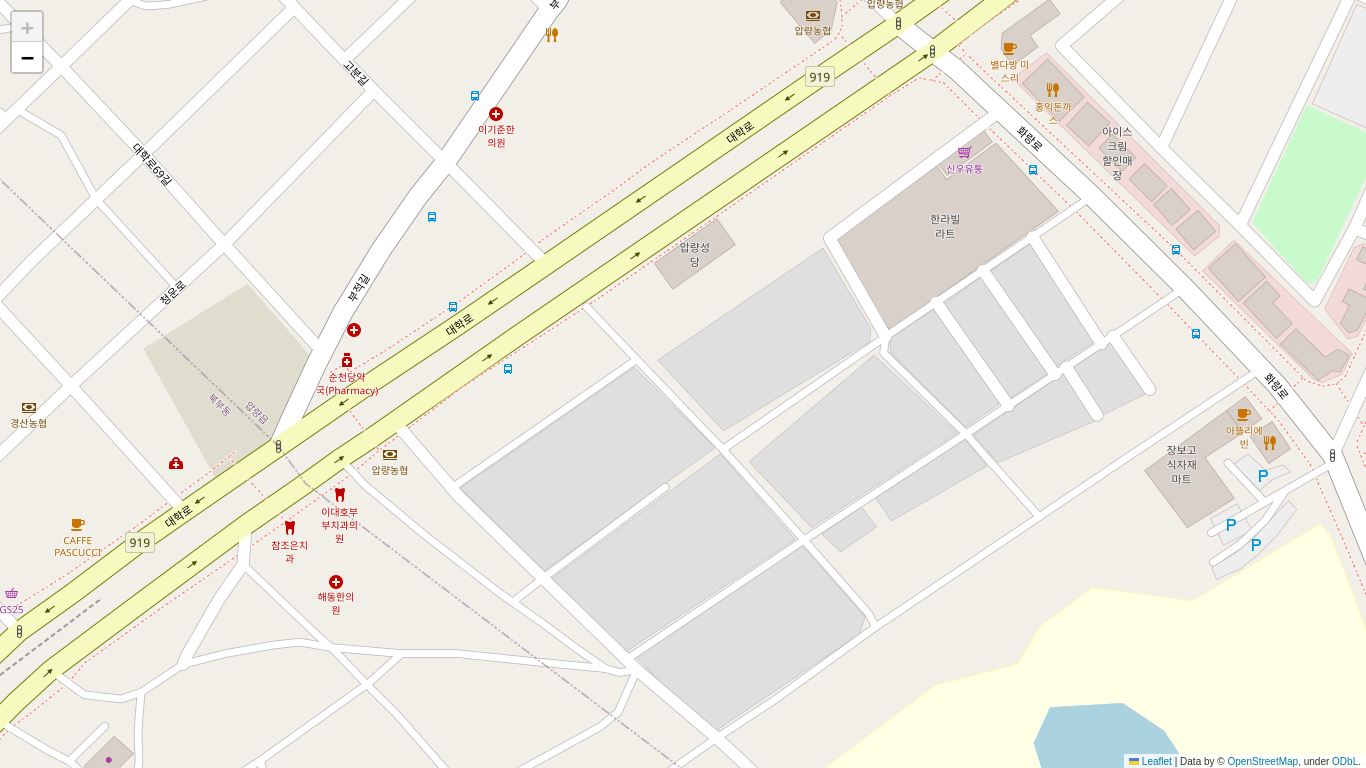 +
−
압량농협
압량농협
부
별다방 미
스리
고분길
919
홍익돈까
스
이기준한
의원
대학로
화랑로
아이스
크림
할인매
장
대학로69길
신우유통
한라빌
라트
압량성
당
부적길
청운로
대학로
순천당약
국(Pharmacy)
화랑로
북부동
압량읍
경산농협
아뜰리에
빈
장보고
식자재
마트
압량농협
P
대학로
이대호부
부치과의
원
P
919
CAFFE
PASCUCCI
참조은치
과
P
GS25
해동한의
원
Leaflet | Data by © OpenStreetMap, under ODbL.